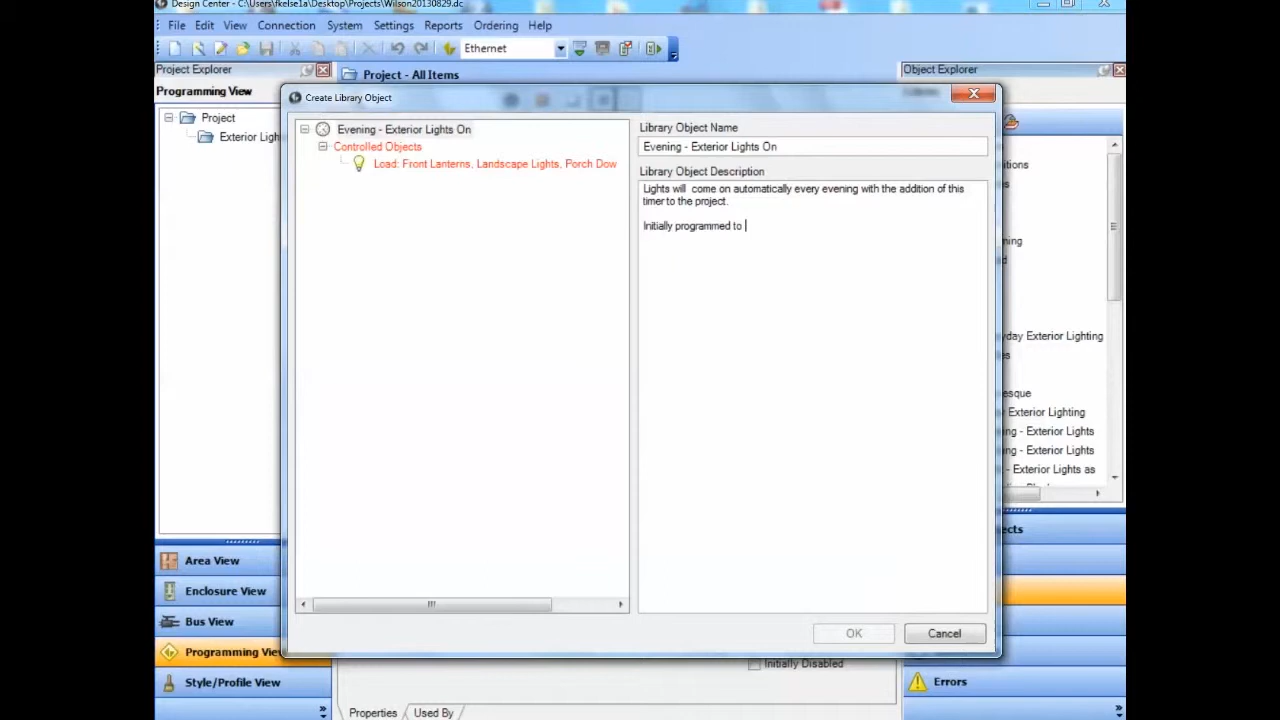 Design Center - C:\Users\fkelse1a\Desktop\Projects\Wilson20130829.dc
File Edit View Connection System Settings Reports Ordering Help
Ethernet
Project Explorer
Project - All Items
Object Explorer
Programming View
Create Library Object
Project
Exterior Ligh
Evening - Exterior Lights On
Controlled Objects
Load: Front Lanterns, Landscape Lights, Porch Dow
Library Object Name
Evening - Exterior Lights On
Library Object Description
Lights will come on automatically every evening with the addition of this
timer to the project.
Initially programmed to
yday Exterior Lighting
esque
Exterior Lighting
ng - Exterior Lights
ng - Exterior Lights
- Exterior Lights as
OK
Cancel
Area View
Enclosure View
Bus View
Programming Vie
Style/Profile View
Initially Disabled
Errors
Properties
Used By